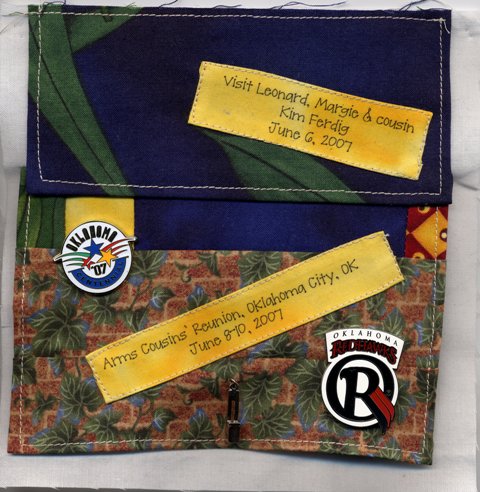 Visit Leonard, Margie & cousin
Kim Ferdig
June 6, 2007
OKLAHOMA
'07
CENTENNIAL
Arms Cousins' Reunion, Oklahoma City, OK
June 8-10, 2007
OKLAHOMA
REDHAWKS
R